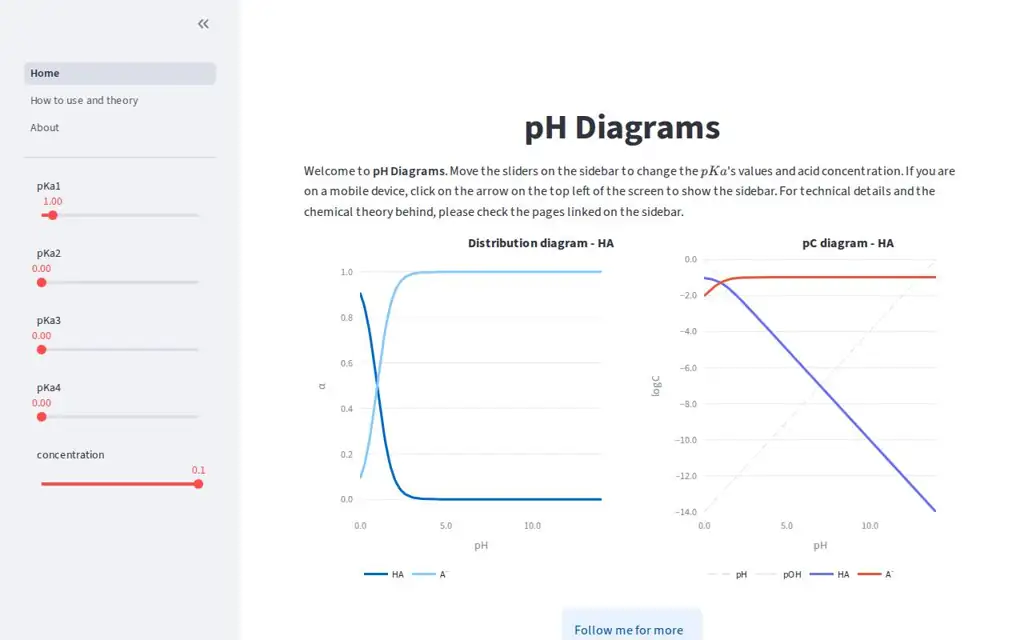 Home
How to use and theory
About
pKa1
1.00
pKa2
0.00
pKa3
0.00
pKa4
0.00
concentration
0.1
pH Diagrams
Welcome to pH Diagrams. Move the sliders on the sidebar to change the pKa's values and acid concentration. If you are
on a mobile device, click on the arrow on the top left of the screen to show the sidebar. For technical details and the
chemical theory behind, please check the pages linked on the sidebar.
Distribution diagram - HA
1.0
0.8
0.6
0.4
0.2
0.0
α
0.0 5.0 10.0
pH
HA A⁻
pC diagram - HA
0.0
−2.0
−4.0
−6.0
−8.0
−10.0
−12.0
−14.0
logC
0.0 5.0 10.0
pH
pH pOH HA A⁻
Follow me for more